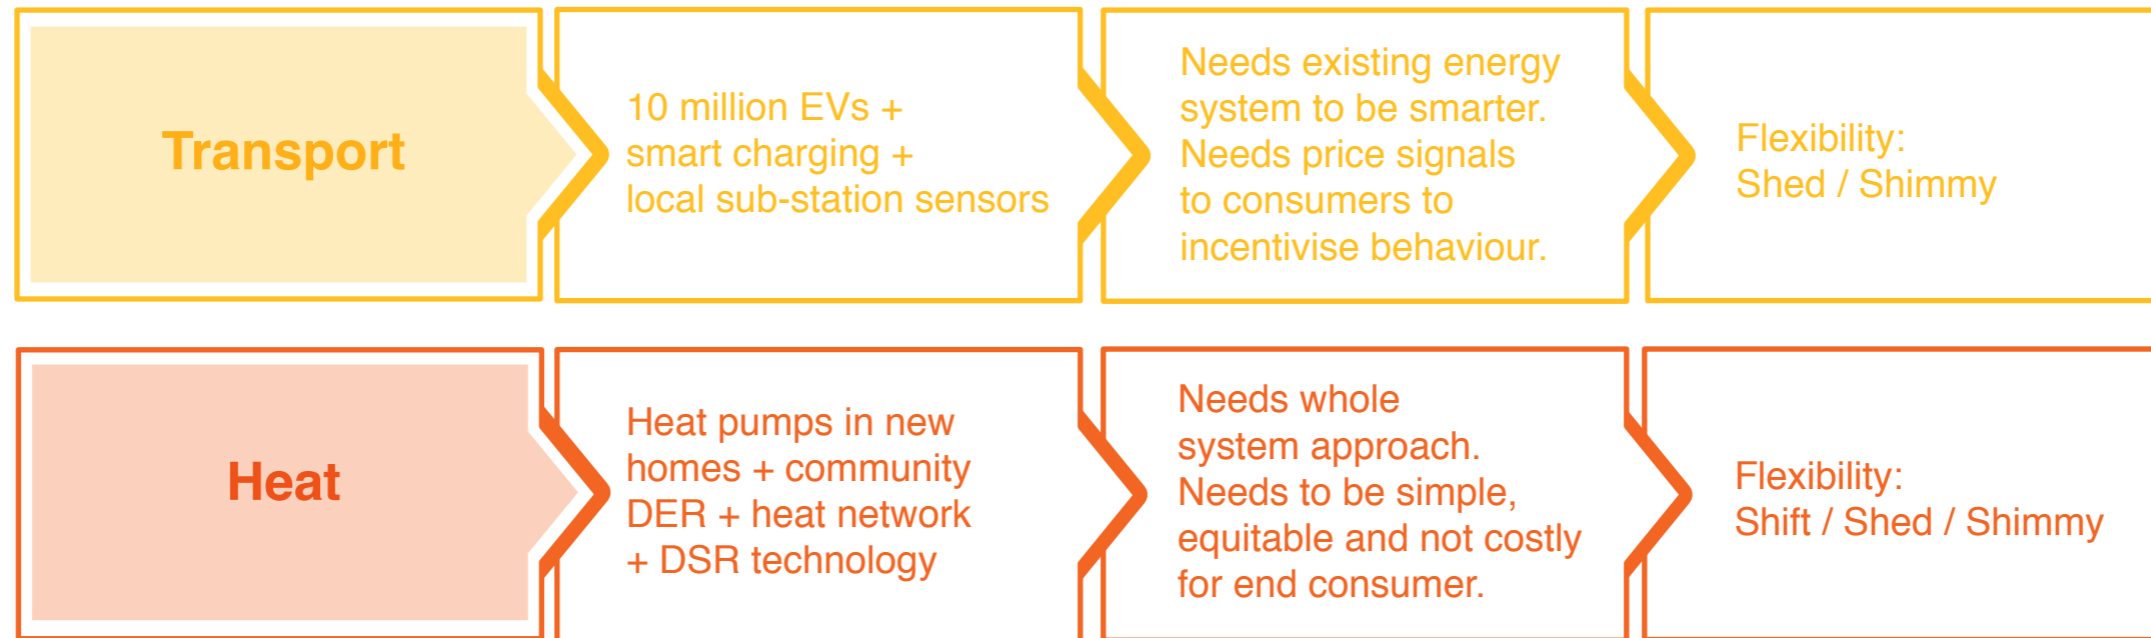 Transport
10 million EVs +
smart charging +
local sub-station sensors
Needs existing energy
system to be smarter.
Needs price signals
to consumers to
incentivise behaviour.
Flexibility:
Shed / Shimmy
Heat
Heat pumps in new
homes + community
DER + heat network
+ DSR technology
Needs whole
system approach.
Needs to be simple,
equitable and not costly
for end consumer.
Flexibility:
Shift / Shed / Shimmy